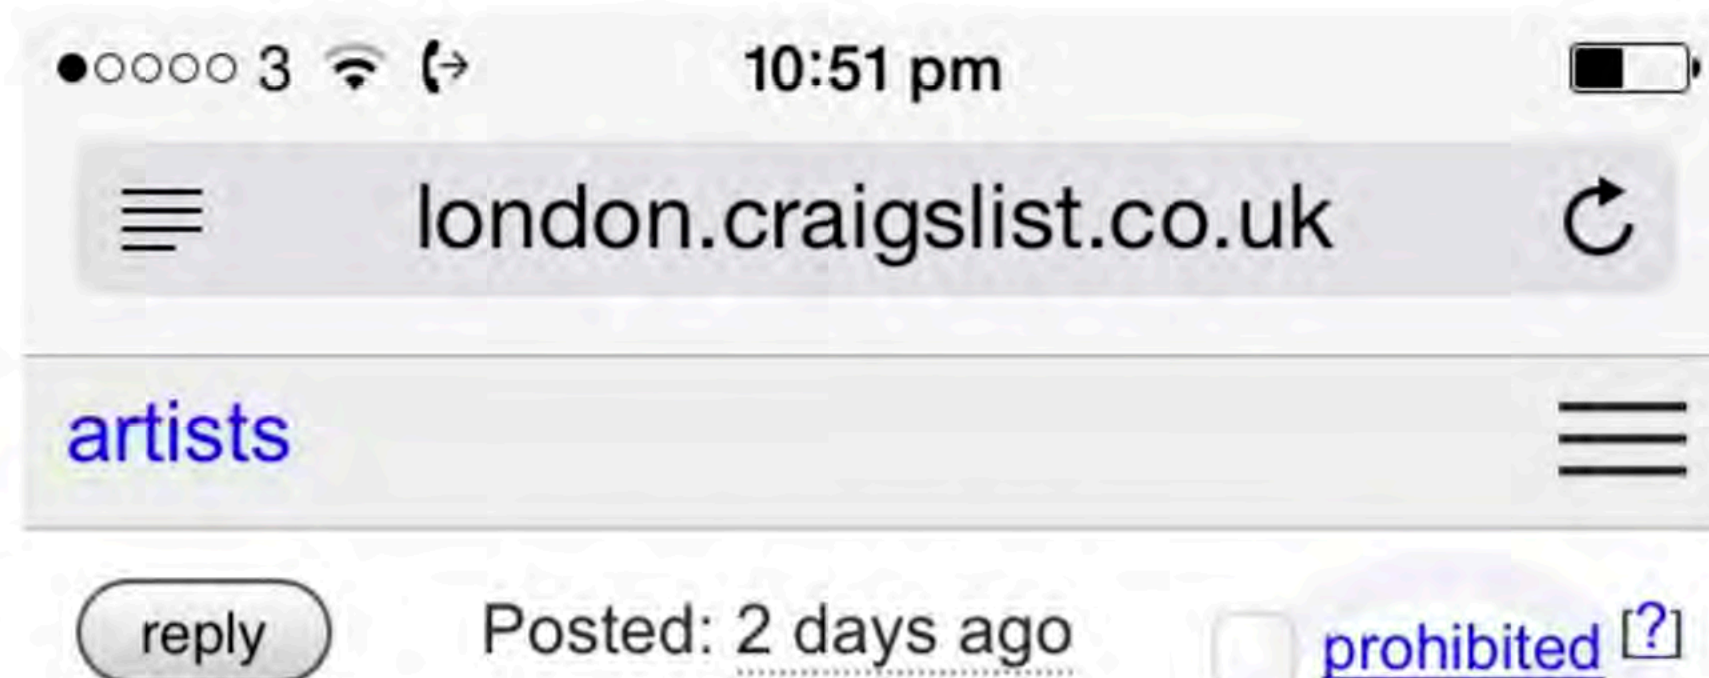 3 10:51 pm
london.craigslist.co.uk
artists
reply Posted: 2 days ago prohibited [?]